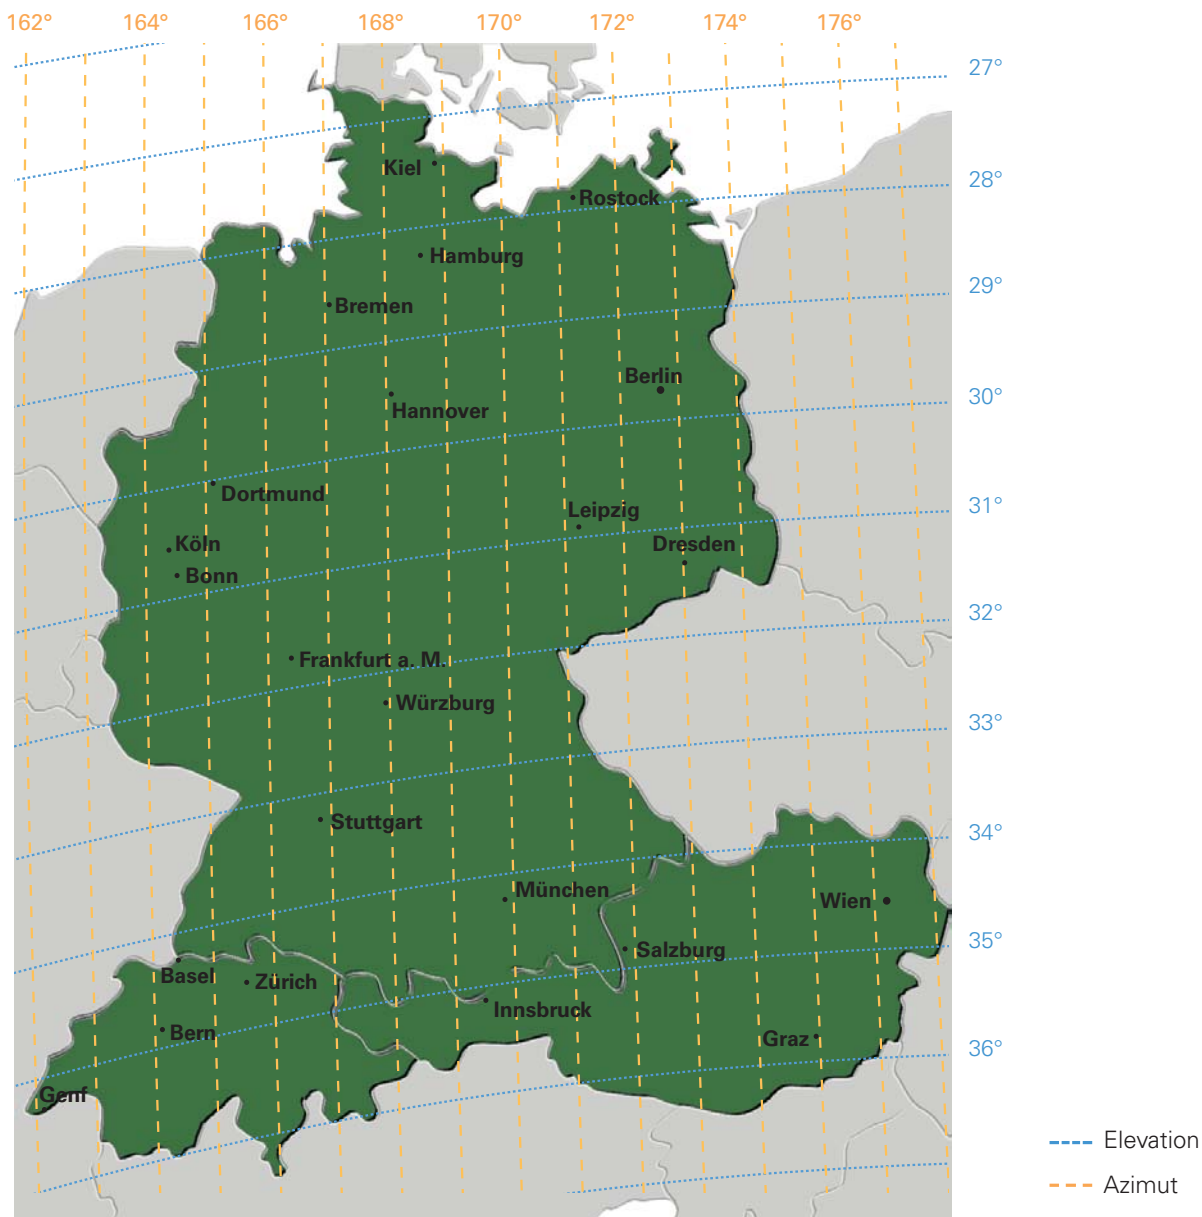 162° 164° 166° 168° 170° 172° 174° 176°
27°
Kiel
28°
Rostock
Hamburg
29°
Bremen
Berlin
30°
Hannover
Dortmund
31°
Leipzig
Köln
Dresden
Bonn
32°
Frankfurt a. M.
Würzburg
33°
Stuttgart
34°
München
Wien
35°
Salzburg
Basel
Zürich
Innsbruck
Bern
Graz
36°
Genf
Elevation
Azimut